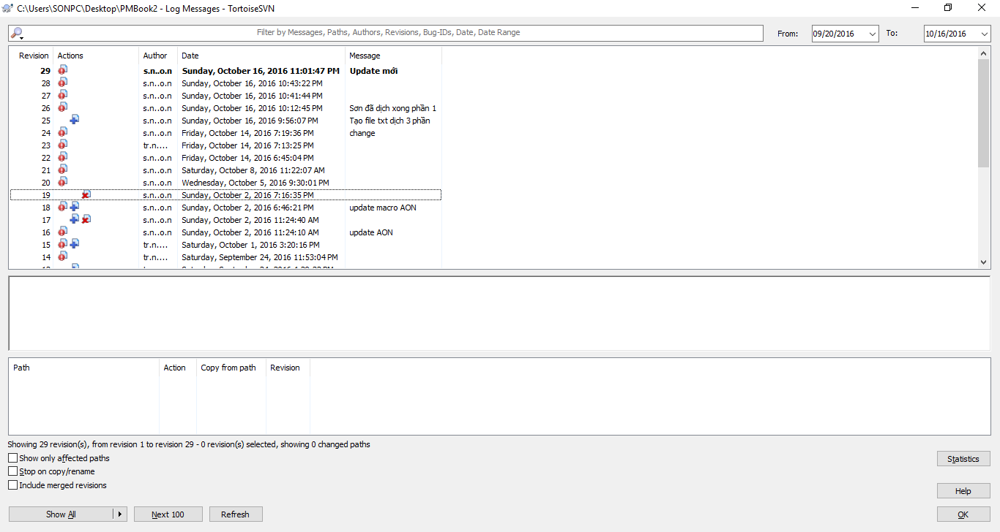 C:\Users\SONPC\Desktop\PMBook2 - Log Messages - TortoiseSVN
Filter by Messages, Paths, Authors, Revisions, Bug-IDs, Date, Date Range
From: 09/20/2016 To: 10/16/2016
Revision Actions Author Date Message
29 s.n..o.n Sunday, October 16, 2016 11:01:47 PM Update mới
28 s.n..o.n Sunday, October 16, 2016 10:43:22 PM
27 s.n..o.n Sunday, October 16, 2016 10:41:44 PM
26 s.n..o.n Sunday, October 16, 2016 10:12:45 PM Sơn đã dịch xong phần 1
25 s.n..o.n Sunday, October 16, 2016 9:56:07 PM Tạo file txt dịch 3 phần
24 s.n..o.n Friday, October 14, 2016 7:19:36 PM change
23 tr.n.... Friday, October 14, 2016 7:13:25 PM
22 s.n..o.n Friday, October 14, 2016 6:45:04 PM
21 s.n..o.n Saturday, October 8, 2016 11:22:07 AM
20 s.n..o.n Wednesday, October 5, 2016 9:30:01 PM
19 s.n..o.n Sunday, October 2, 2016 7:16:35 PM
18 s.n..o.n Sunday, October 2, 2016 6:46:21 PM update macro AON
17 s.n..o.n Sunday, October 2, 2016 11:24:40 AM
16 s.n..o.n Sunday, October 2, 2016 11:24:10 AM update AON
15 tr.n.... Saturday, October 1, 2016 3:20:16 PM
14 tr.n.... Saturday, September 24, 2016 11:53:04 PM
Path Action Copy from path Revision
Showing 29 revision(s), from revision 1 to revision 29 - 0 revision(s) selected, showing 0 changed paths
Show only affected paths
Statistics
Stop on copy/rename
Include merged revisions
Help
Show All Next 100 Refresh OK